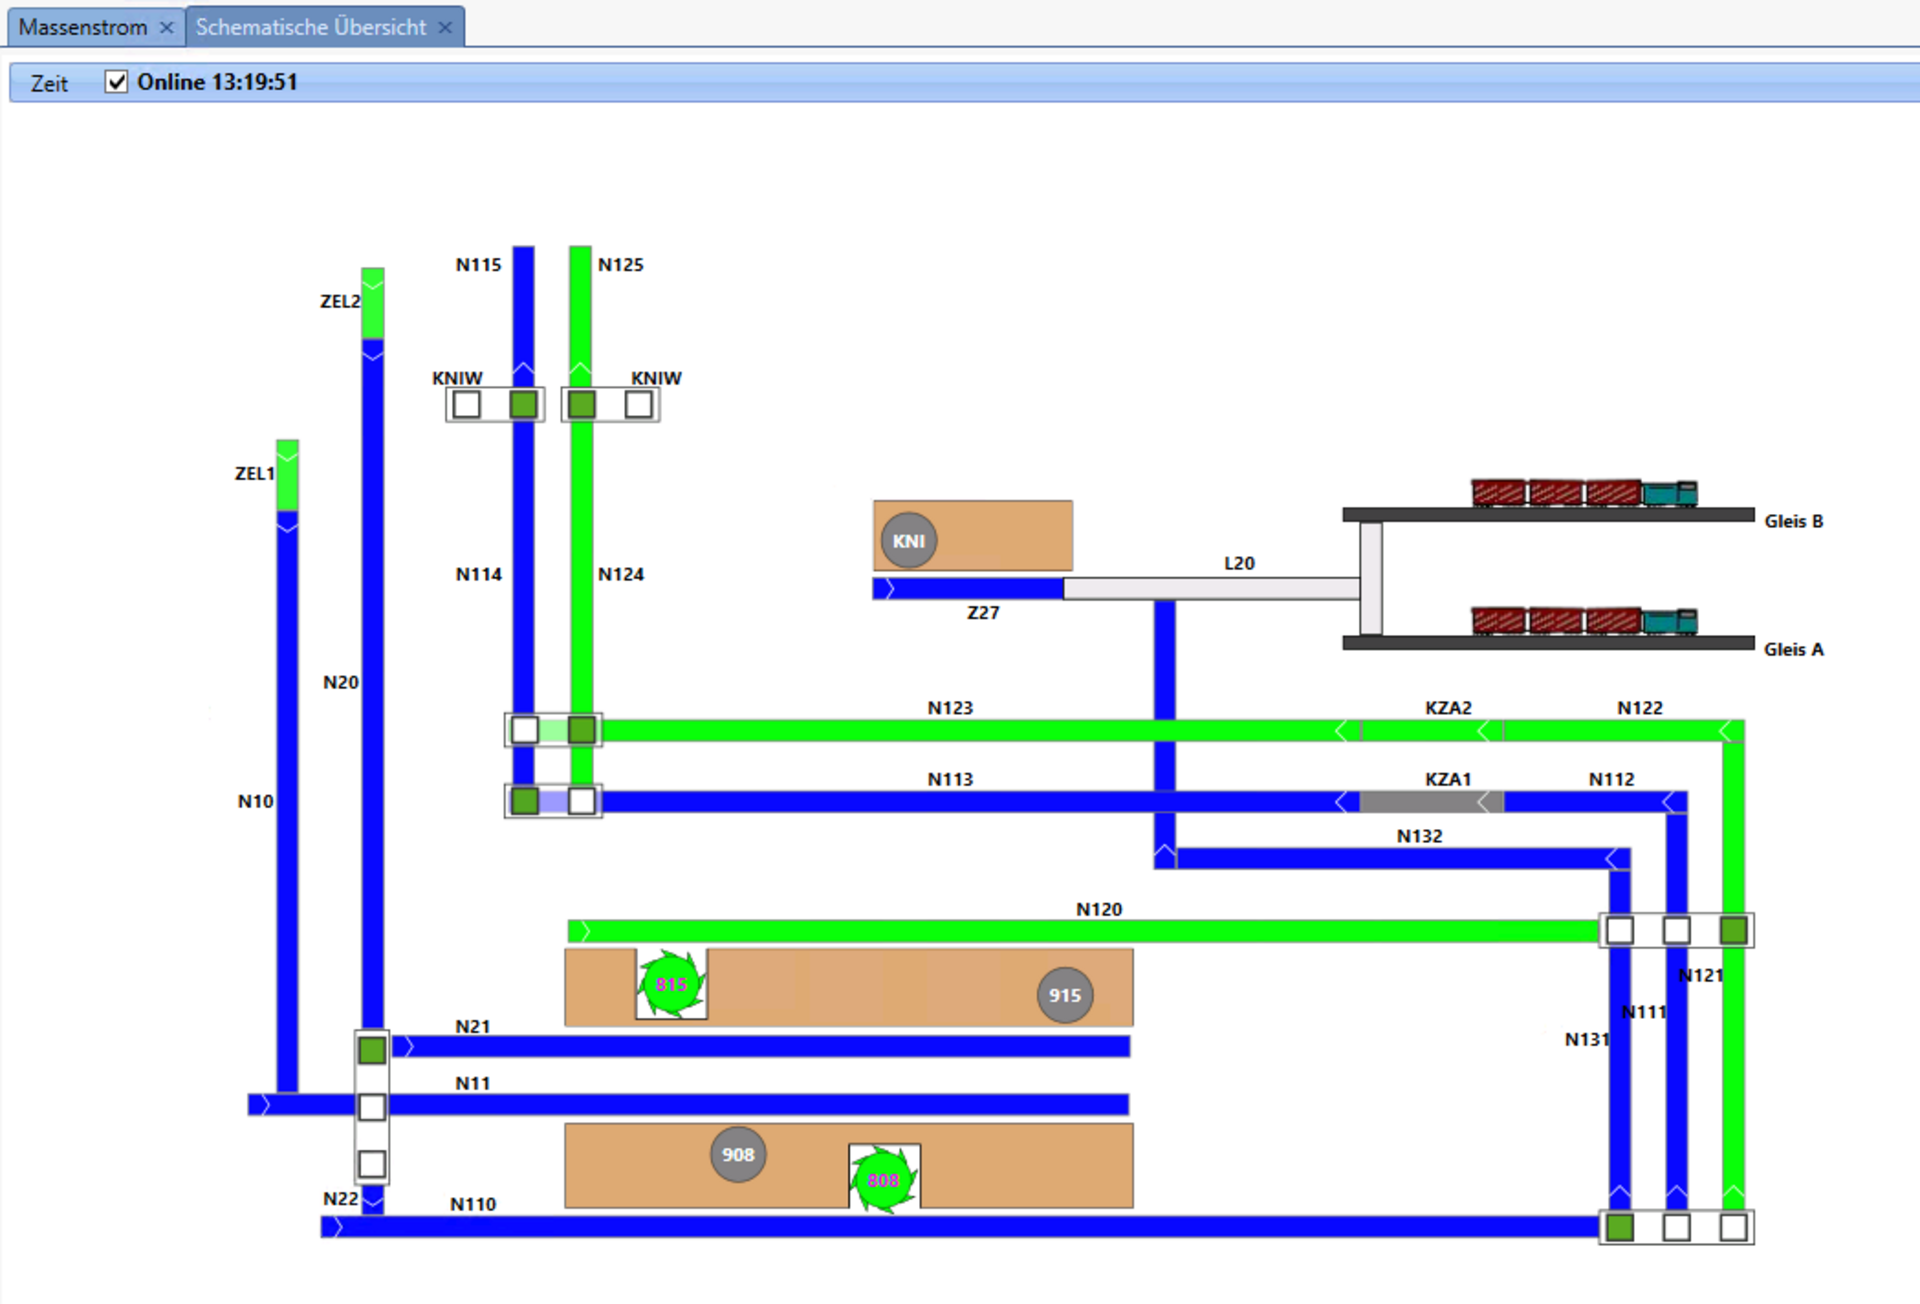 Massenstrom × Schematische Übersicht ×
Zeit Online 13:19:51
N115 N125
ZEL2
KNIW KNIW
ZEL1
Gleis B
KNI
L20
N114 N124
Z27
Gleis A
N20
N123 KZA2 N122
N113 KZA1 N112
N10
N132
N120
N121
815
915
N111
N21
N131
N11
908
808
N22
N110